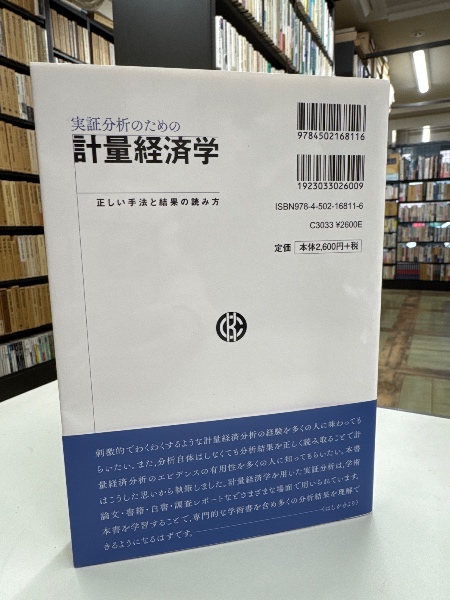 実証分析のための
計量経済学
正しい手法と結果の読み方
9784502168116
1923033026009
ISBN978-4-502-16811-6
C3033 ¥2600E
定価 本体2,600円+税
刺激的でわくわくするような計量経済分析の経験を多くの人に味わっても
らいたい。また、分析自体はしなくても分析結果を正しく読み取ることで計
量経済分析のエビデンスの有用性を多くの人に知ってもらいたい。本書
はこうした思いから執筆しました。計量経済学を用いた実証分析は、学術
論文・書籍・白書・調査レポートなどさまざまな場面で用いられています。
本書を学習することで、専門的な学術書を含め多くの分析結果を理解で
きるようになるはずです。
〈はしがきより〉